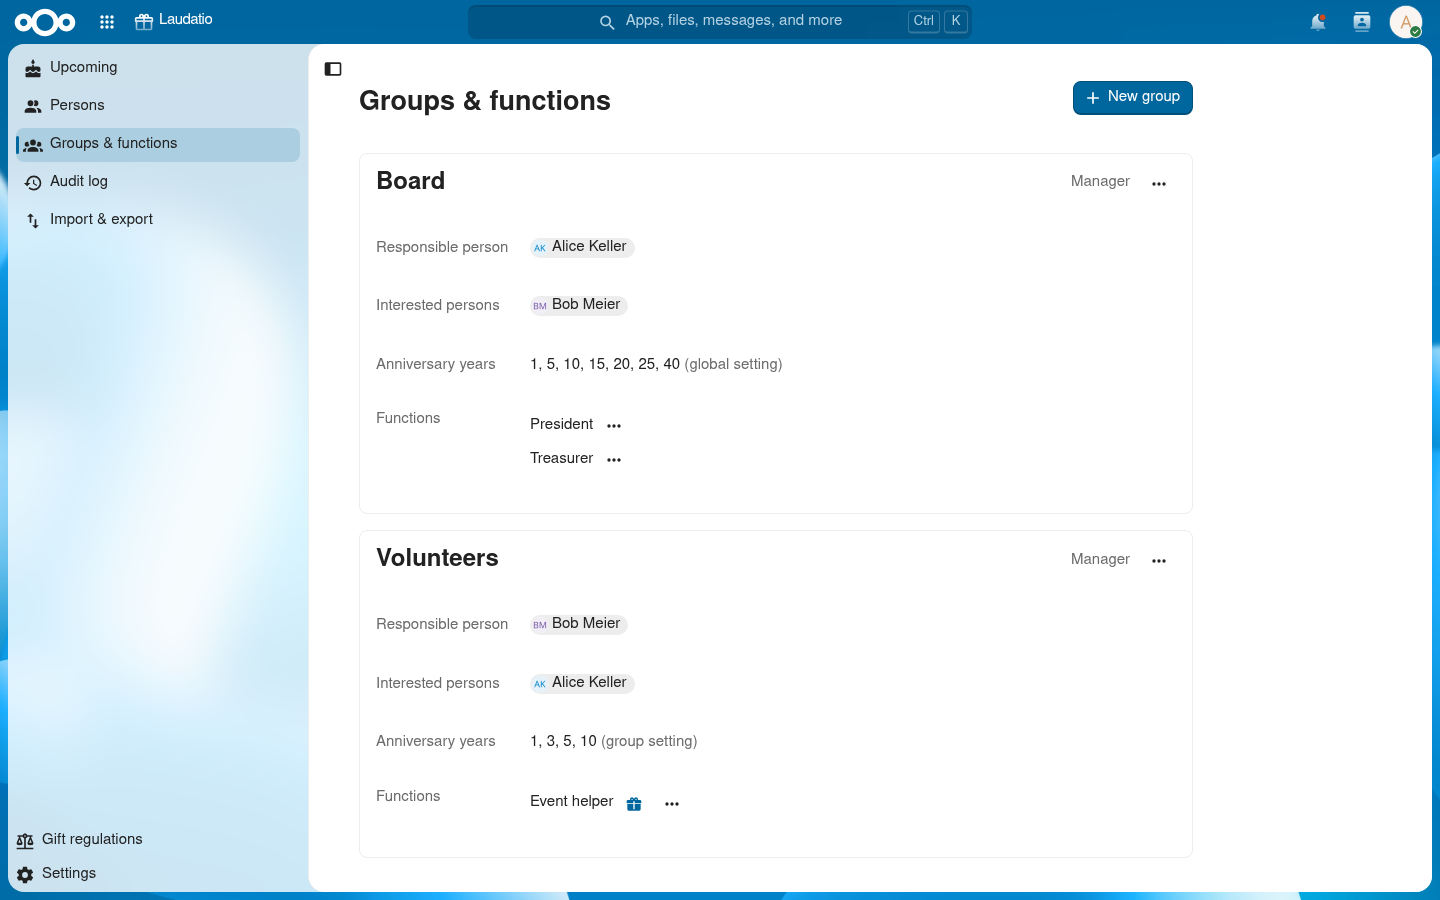 Laudatio
Apps, files, messages, and more
Ctrl K
A
Upcoming
Persons
Groups & functions
Audit log
Import & export
Gift regulations
Settings
Groups & functions
New group
Board
Manager
Responsible person
AK Alice Keller
Interested persons
BM Bob Meier
Anniversary years
1, 5, 10, 15, 20, 25, 40 (global setting)
Functions
President
Treasurer
Volunteers
Manager
Responsible person
BM Bob Meier
Interested persons
AK Alice Keller
Anniversary years
1, 3, 5, 10 (group setting)
Functions
Event helper